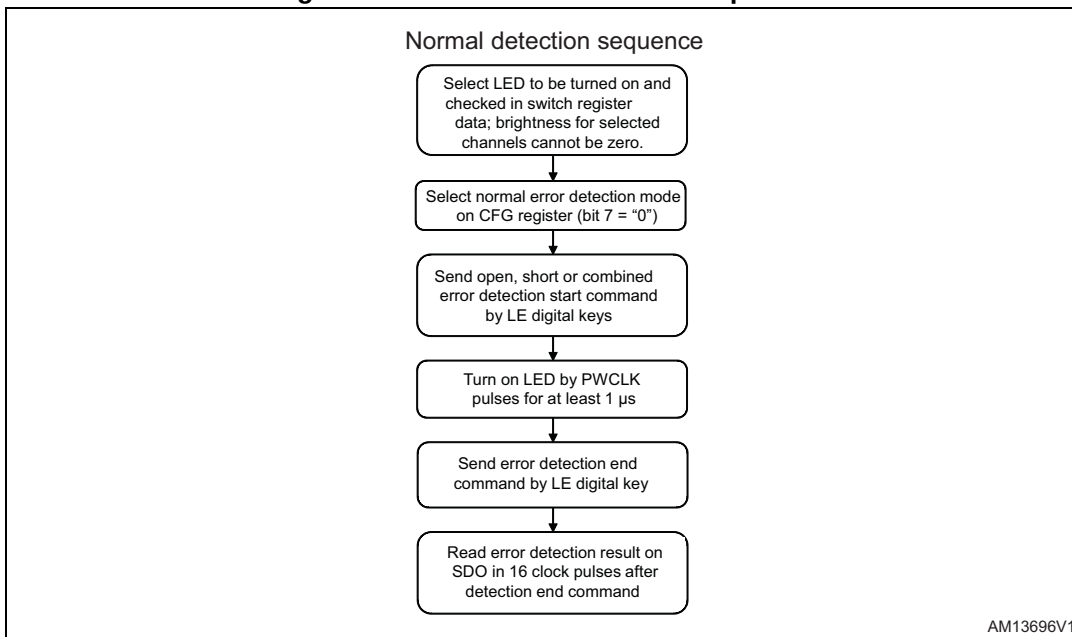 Normal detection sequence
Select LED to be turned on and
checked in switch register
data; brightness for selected
channels cannot be zero.
Select normal error detection mode
on CFG register (bit 7 = “0”)
Send open, short or combined
error detection start command
by LE digital keys
Turn on LED by PWCLK
pulses for at least 1 µs
Send error detection end
command by LE digital key
Read error detection result on
SDO in 16 clock pulses after
detection end command
AM13696V1